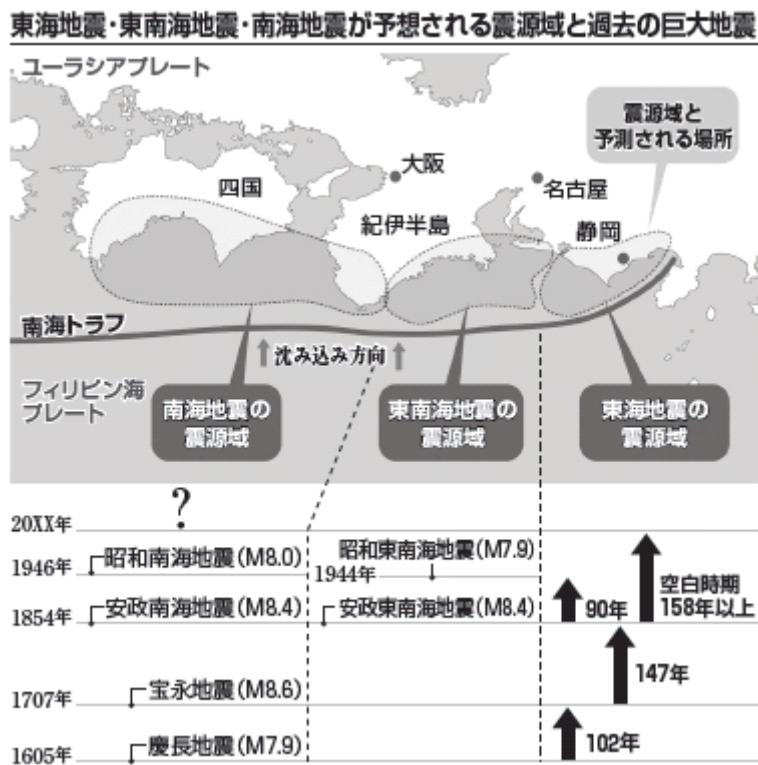 東海地震・東南海地震・南海地震が予想される震源域と過去の巨大地震
ユーラシアプレート
震源域と
予測される場所
大阪
四国
名古屋
紀伊半島
静岡
南海トラフ
沈み込み方向
フィリピン海
プレート
南海地震の
震源域
東南海地震の
震源域
東海地震の
震源域
?
20XX年
昭和南海地震(M8.0)
昭和東南海地震(M7.9)
1946年
1944年
空白時期
158年以上
安政南海地震(M8.4)
安政東南海地震(M8.4)
90年
1854年
147年
宝永地震(M8.6)
1707年
慶長地震(M7.9)
102年
1605年